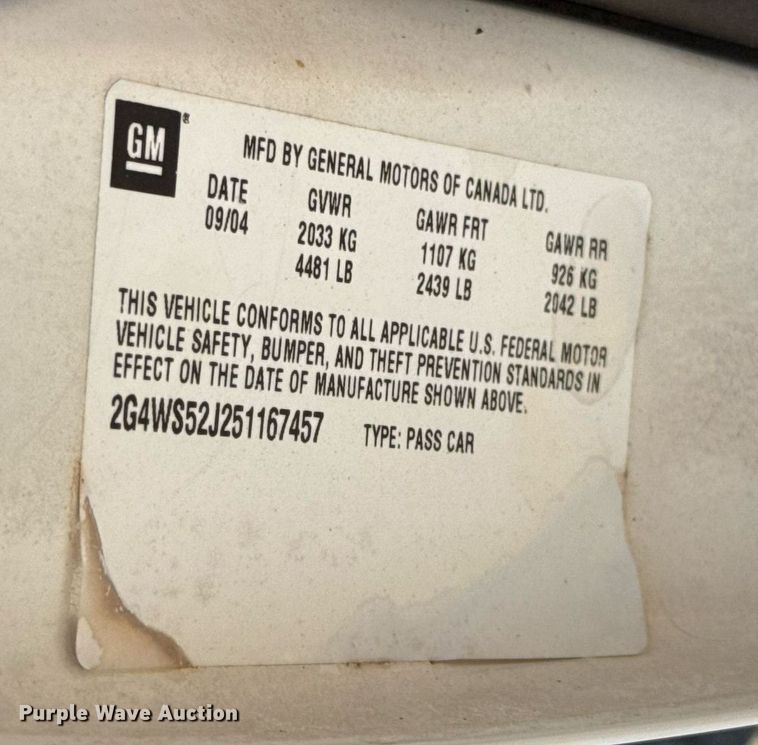 GM ®
MFD BY GENERAL MOTORS OF CANADA LTD.
DATE GVWR GAWR FRT GAWR RR
09/04 2033 KG 1107 KG 926 KG
4481 LB 2439 LB 2042 LB
THIS VEHICLE CONFORMS TO ALL APPLICABLE U.S. FEDERAL MOTOR
VEHICLE SAFETY, BUMPER, AND THEFT PREVENTION STANDARDS IN
EFFECT ON THE DATE OF MANUFACTURE SHOWN ABOVE.
2G4WS52J251167457 TYPE: PASS CAR
Purple Wave Auction